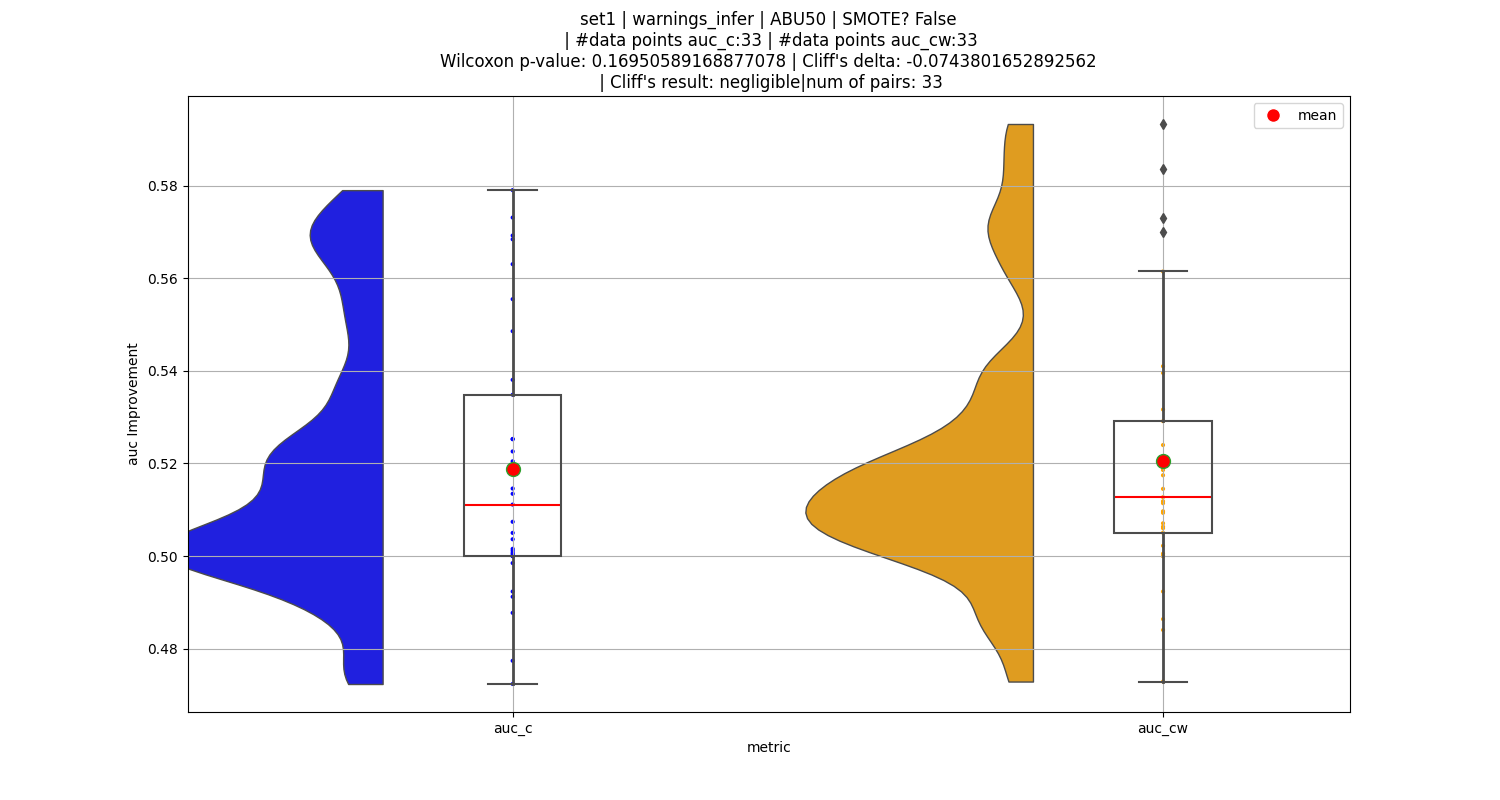 set1 | warnings_infer | ABU50 | SMOTE? False
| #data points auc_c:33 | #data points auc_cw:33
Wilcoxon p-value: 0.16950589168877078 | Cliff's delta: -0.0743801652892562
| Cliff's result: negligible|num of pairs: 33
mean
0.58
0.56
0.54
0.52
0.50
0.48
auc Improvement
auc_c
auc_cw
metric